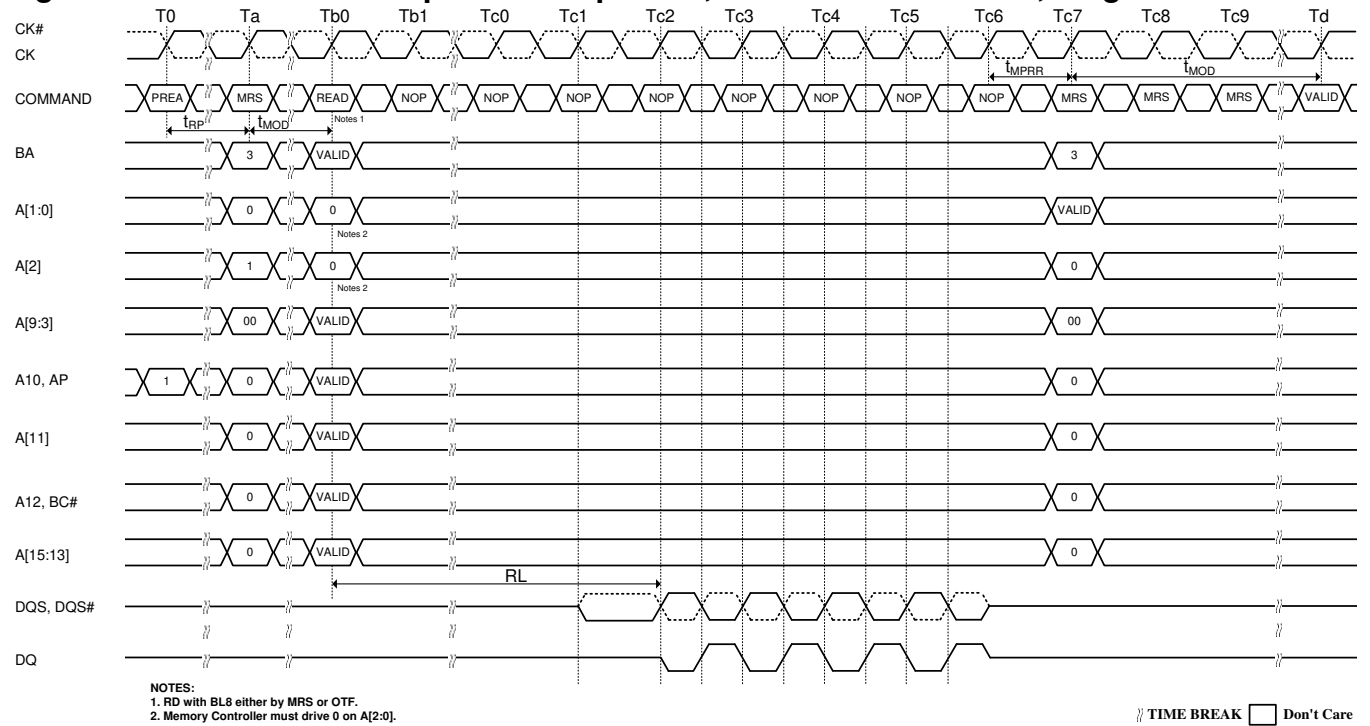 T0 Ta Tb0 Tb1 Tc0 Tc1 Tc2 Tc3 Tc4 Tc5 Tc6 Tc7 Tc8 Tc9 Td
CK#
CK
tMPRR tMOD
COMMAND PREA MRS READ NOP NOP NOP NOP NOP NOP NOP NOP MRS MRS MRS VALID
tRP tMOD Notes 1
BA 3 VALID 3
A[1:0] 0 0 VALID
Notes 2
A[2] 1 0 0
Notes 2
A[9:3] 00 VALID 00
A10, AP 1 0 VALID 0
A[11] 0 VALID 0
A12, BC# 0 VALID 0
A[15:13] 0 VALID 0
RL
DQS, DQS#
DQ
NOTES:
1. RD with BL8 either by MRS or OTF.
2. Memory Controller must drive 0 on A[2:0].
TIME BREAK Don't Care